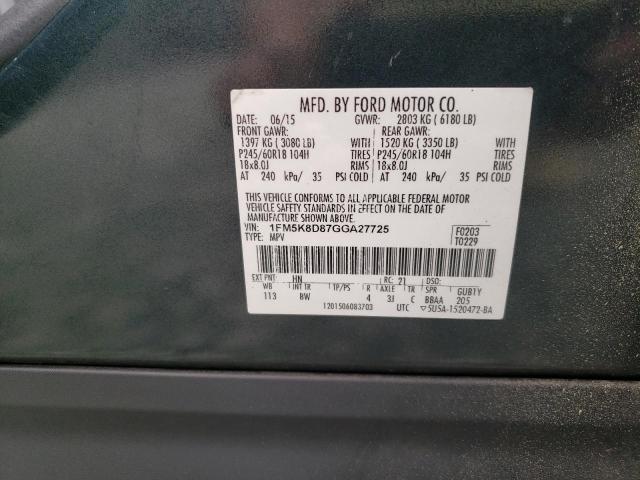 MFD. BY FORD MOTOR CO.
DATE: 06/15 GVWR: 2803 KG ( 6180 LB)
FRONT GAWR: REAR GAWR:
1397 KG ( 3080 LB) WITH 1520 KG ( 3350 LB) WITH
P245/60R18 104H TIRES P245/60R18 104H TIRES
18x8.0J RIMS 18x8.0J RIMS
AT 240 kPa/ 35 PSI COLD AT 240 kPa/ 35 PSI COLD
THIS VEHICLE CONFORMS TO ALL APPLICABLE FEDERAL MOTOR
VEHICLE SAFETY STANDARDS IN EFFECT ON THE DATE OF
MANUFACTURE SHOWN ABOVE.
VIN: 1FM5K8D87GGA27725 F0203
TYPE: MPV T0229
EXT PNT: HN RC: 21
WB INT TR TP/PS R AXLE TR SPR GUBTY
113 8W 4 3J C BBAA 205
1201506083703 UTC ▽5U5A-1520472-BA